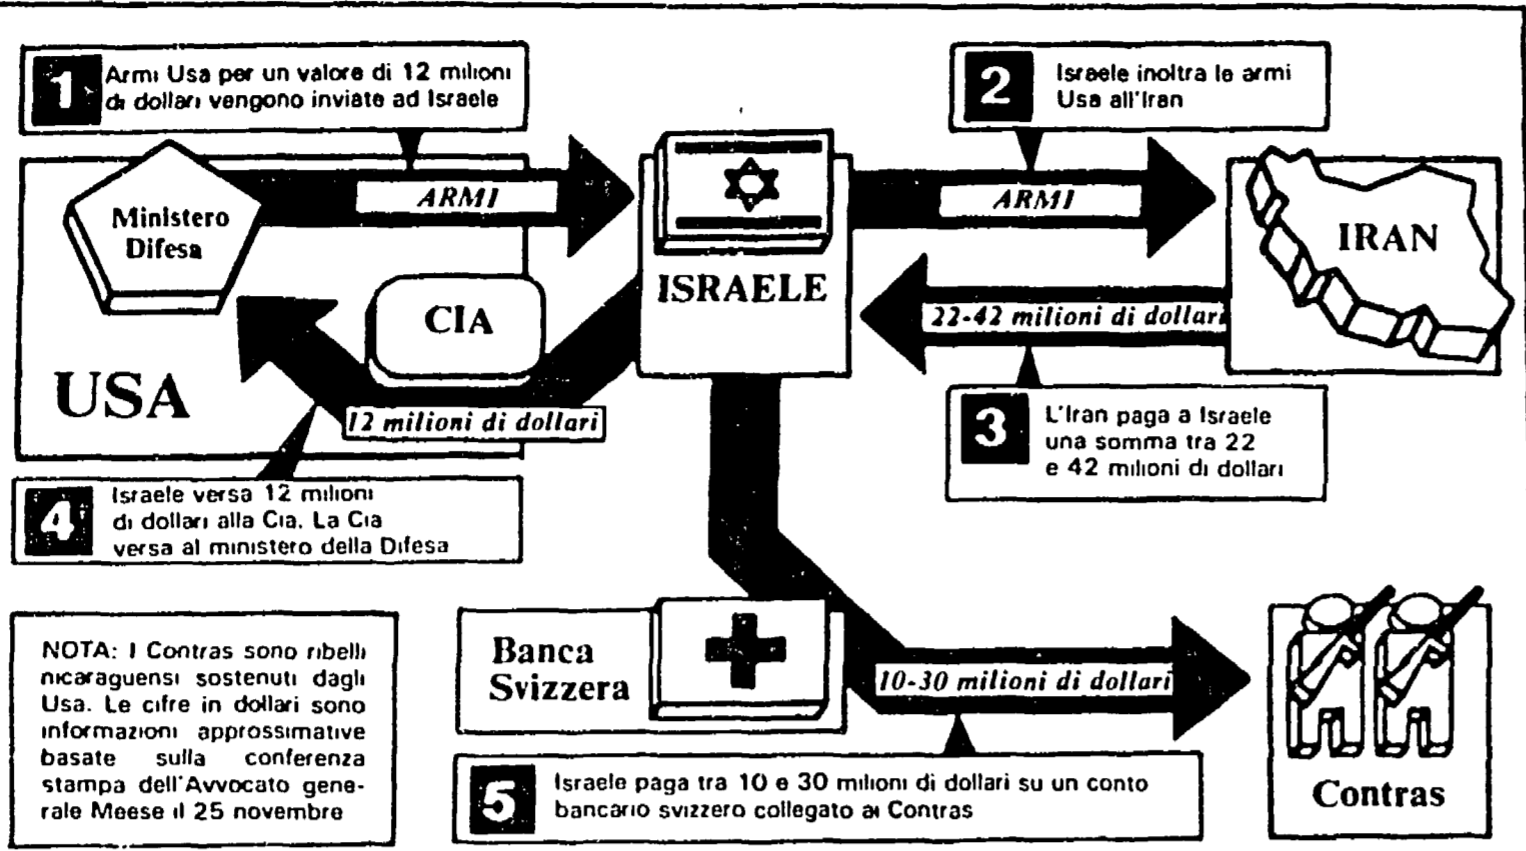 1
Armi Usa per un valore di 12 milioni
di dollari vengono inviate ad Israele
2
Israele inoltra le armi
Usa all'Iran
Ministero
Difesa
ARMI
ISRAELE
ARMI
IRAN
CIA
USA
12 milioni di dollari
22-42 milioni di dollari
3
L'Iran paga a Israele
una somma tra 22
e 42 milioni di dollari
4
Israele versa 12 milioni
di dollari alla Cia. La Cia
versa al ministero della Difesa
NOTA: I Contras sono ribelli
nicaraguensi sostenuti dagli
Usa. Le cifre in dollari sono
informazioni approssimative
basate sulla conferenza
stampa dell'Avvocato gene-
rale Meese il 25 novembre
Banca
Svizzera
10-30 milioni di dollari
Contras
5
Israele paga tra 10 e 30 milioni di dollari su un conto
bancario svizzero collegato ai Contras